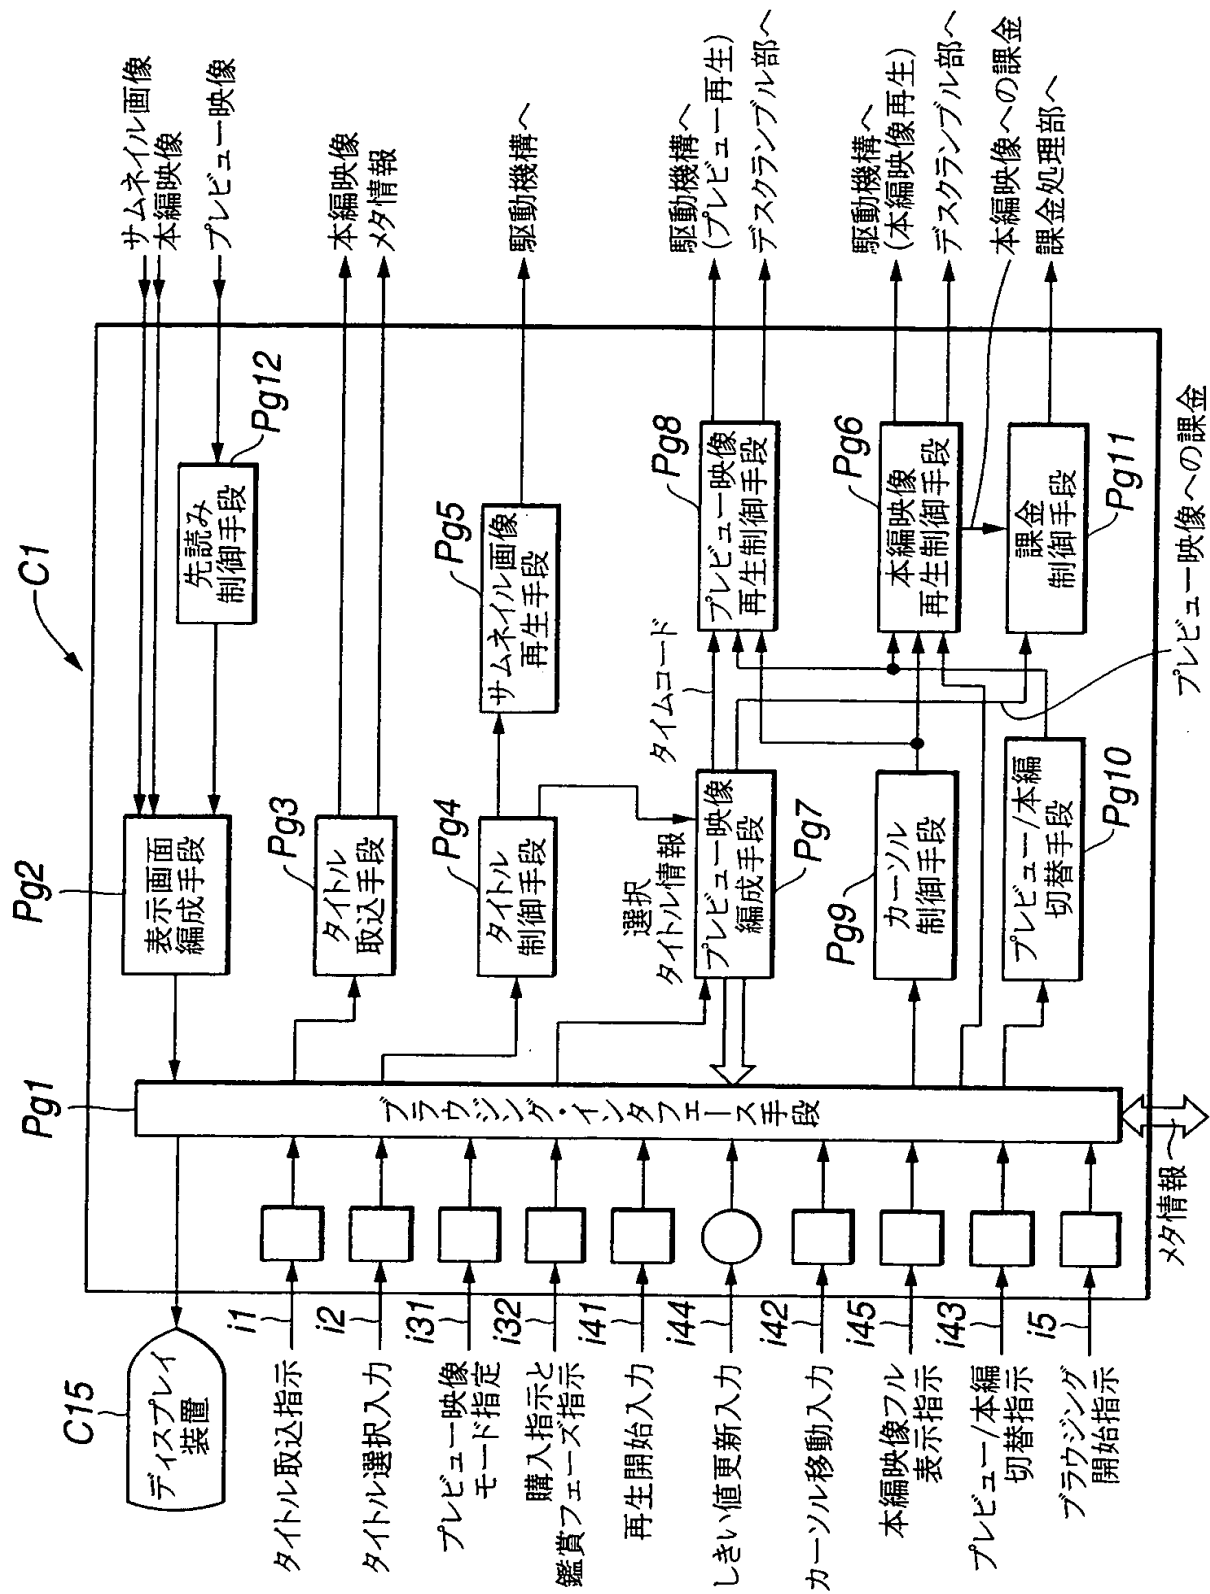 C1
サムネイル画像
本編映像
プレビュー映像
本編映像
メタ情報
駆動機構へ
駆動機構へ
(プレビュー再生)
デスクランブル部へ
駆動機構へ
(本編映像再生)
デスクランブル部へ
本編映像への課金
課金処理部へ
Pg12
先読み
制御手段
Pg5
サムネイル画像
再生手段
Pg8
プレビュー映像
再生制御手段
Pg6
本編映像
再生制御手段
Pg11
課金
制御手段
プレビュー映像への課金
タイムコード
Pg2
表示画面
編成手段
Pg3
タイトル
取込手段
Pg4
タイトル
制御手段
選択
タイトル情報
プレビュー映像
編成手段
Pg7
Pg9
カーソル
制御手段
プレビュー/本編
切替手段
Pg10
Pg1
ブラウジング・インタフェース手段
メタ情報
C15
ディスプレイ
装置
i1
タイトル取込指示
i2
タイトル選択入力
i31
プレビュー映像
モード指定
i32
購入指示と
鑑賞フェーズ指示
i41
再生開始入力
i44
しきい値更新入力
i42
カーソル移動入力
i45
本編映像フル
表示指示
i43
プレビュー/本編
切替指示
i5
ブラウジング
開始指示